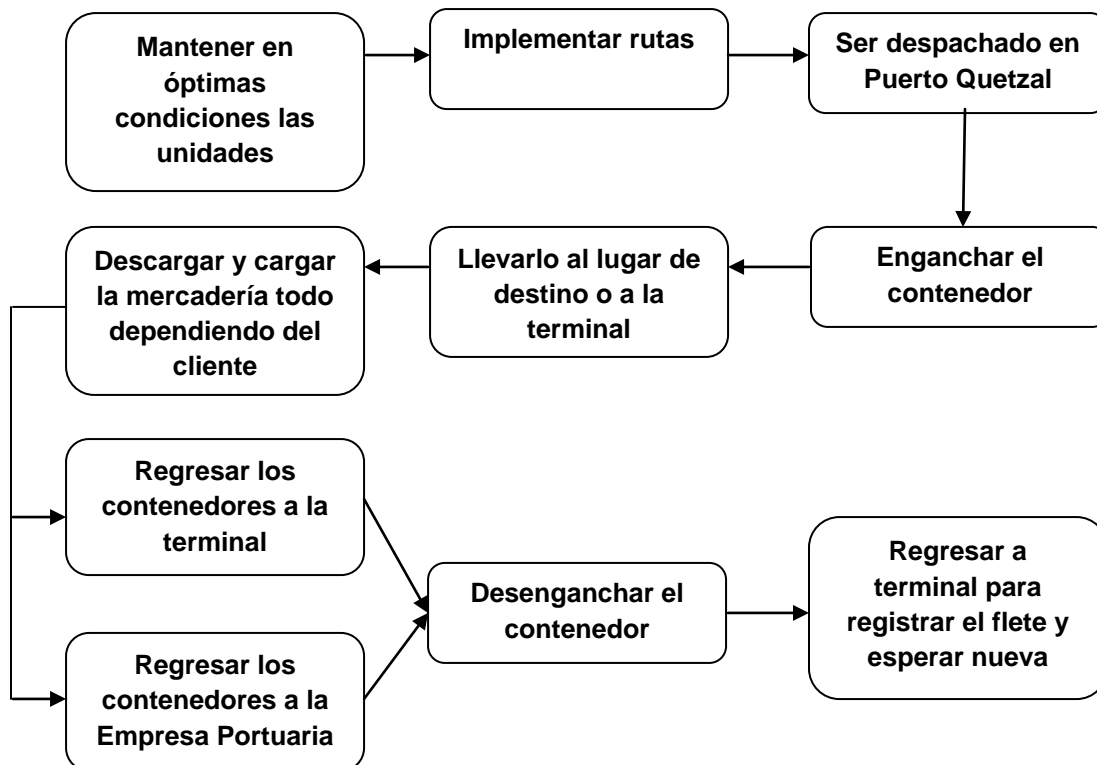 Mantener en
óptimas
condiciones las
unidades
Implementar rutas
Ser despachado en
Puerto Quetzal
Enganchar el
contenedor
Llevarlo al lugar de
destino o a la
terminal
Descargar y cargar
la mercadería todo
dependiendo del
cliente
Regresar los
contenedores a la
terminal
Regresar los
contenedores a la
Empresa Portuaria
Desenganchar el
contenedor
Regresar a
terminal para
registrar el flete y
esperar nueva